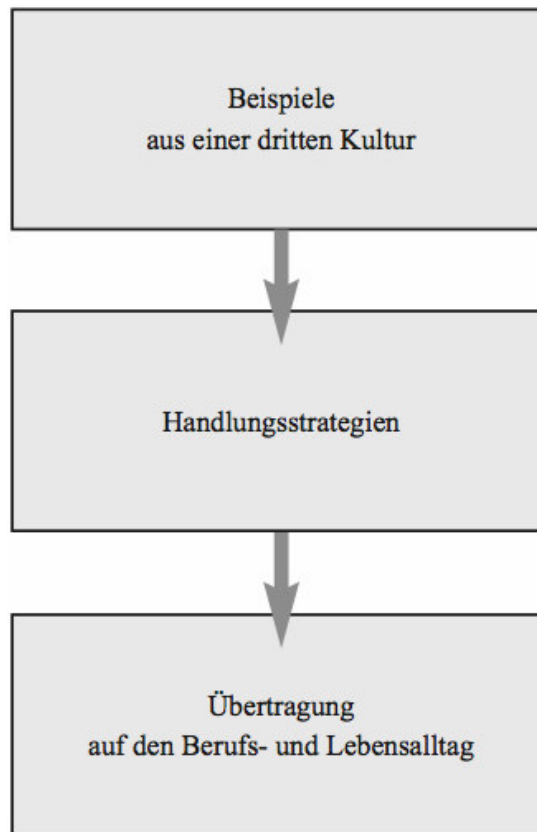 Beispiele
aus einer dritten Kultur
Handlungsstrategien
Übertragung
auf den Berufs- und Lebensalltag